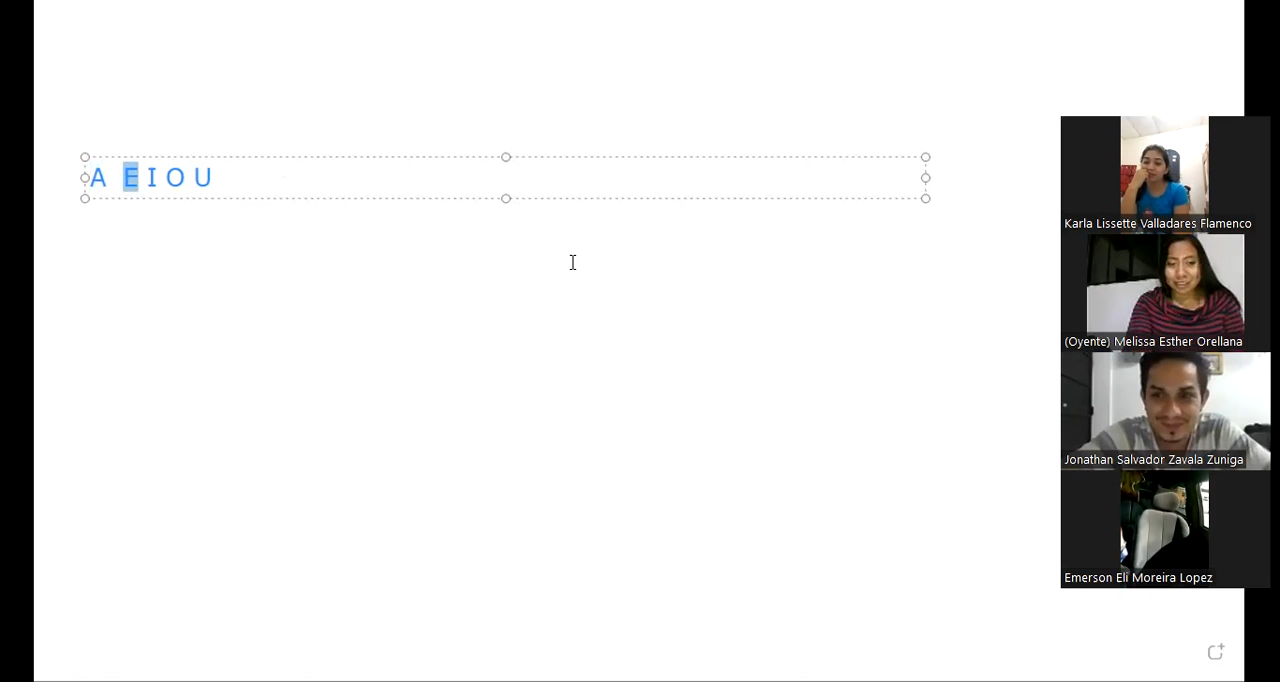 A E I O U
Karla Lissette Valladares Flamenco
(Oyente) Melissa Esther Orellana
Jonathan Salvador Zavala Zuniga
Emerson Eli Moreira Lopez